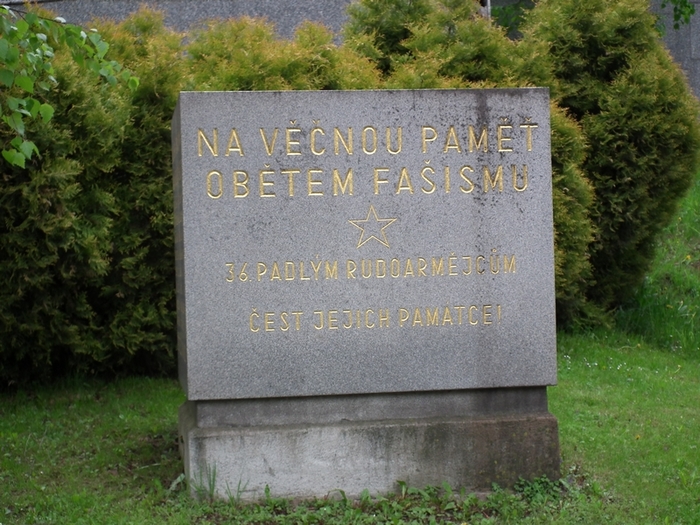 NA VĚČNOU PAMĚŤ
OBĚTEM FAŠISMU
36. PADLÝM RUDOARMĚJCŮM
ČEST JEJICH PAMÁTCE!